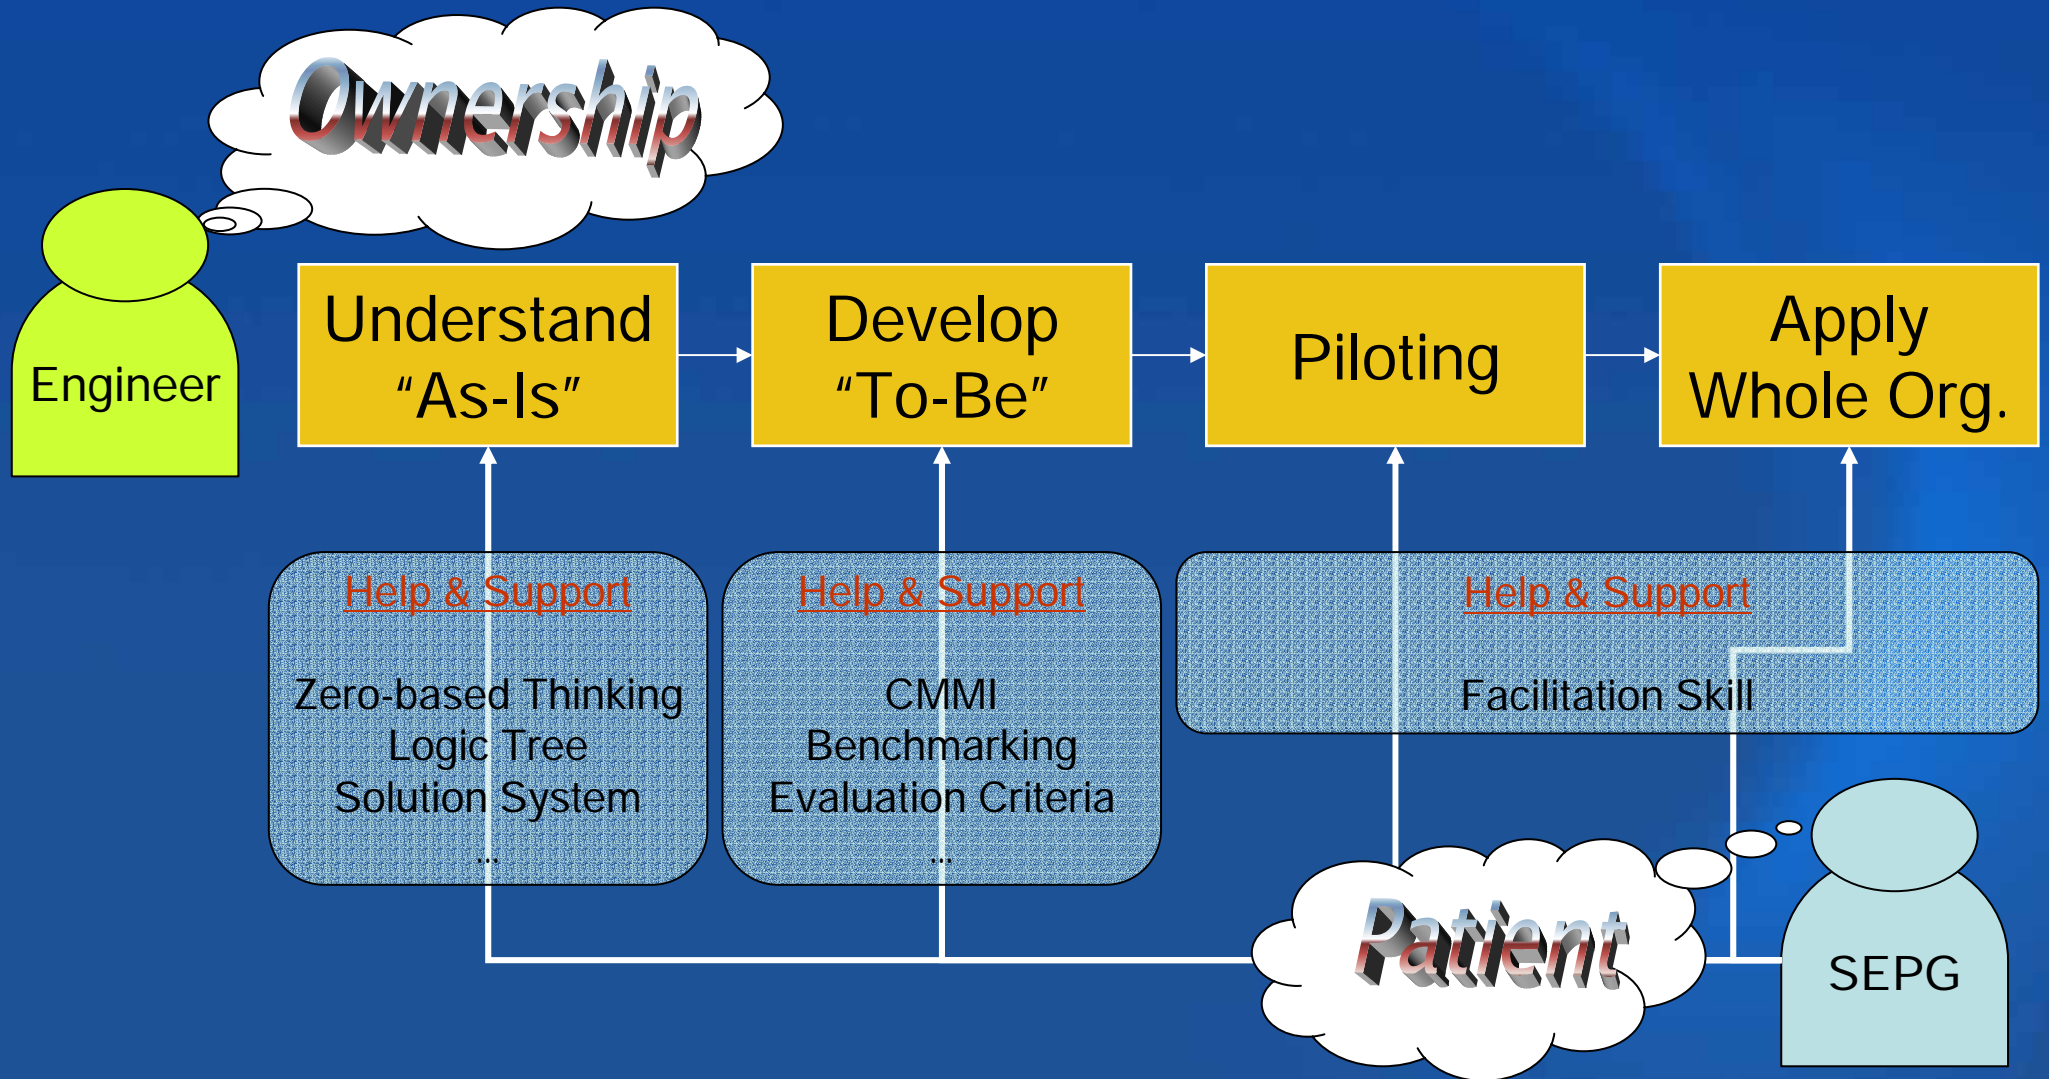 Ownership
Engineer
Understand
“As-Is”
Develop
“To-Be”
Piloting
Apply
Whole Org.
Help & Support
Zero-based Thinking
Logic Tree
Solution System
...
Help & Support
CMMI
Benchmarking
Evaluation Criteria
...
Help & Support
Facilitation Skill
Patient
SEPG